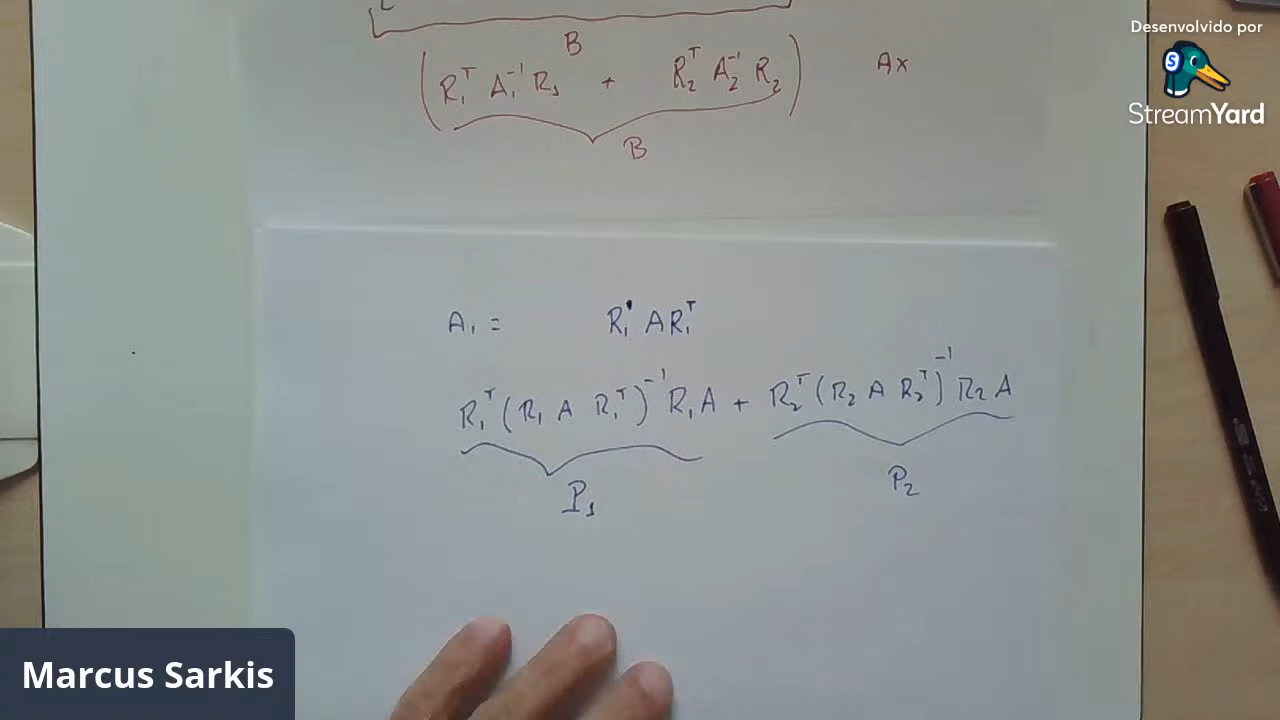 Desenvolvido por
StreamYard
B
(R₁ᵀ A₁⁻¹ R₁ + R₂ᵀ A₂⁻¹ R₂) Ax
B
A₁ = R₁ A R₁ᵀ
R₁ᵀ (R₁ A R₁ᵀ)⁻¹ R₁ A + R₂ᵀ (R₂ A R₂ᵀ)⁻¹ R₂ A
P₁ P₂
Marcus Sarkis